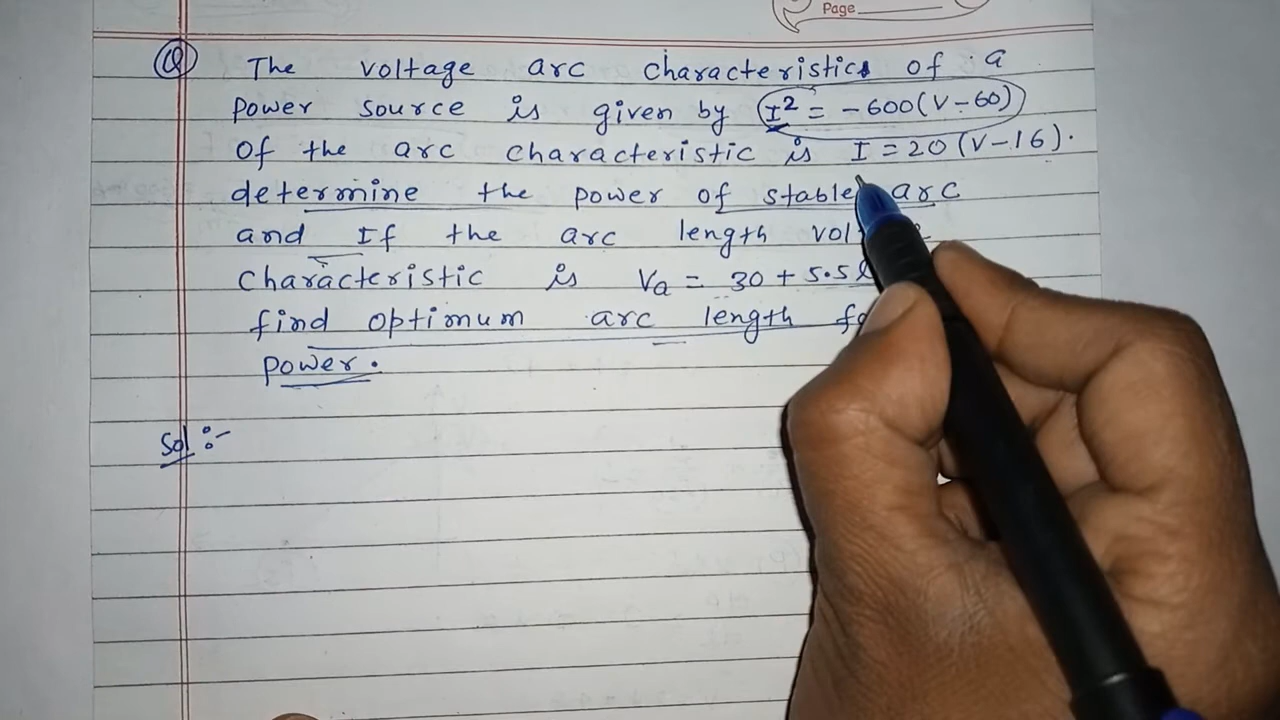 Page
Q The voltage arc characteristics of a
power source is given by I² = -600(V-60)
Of the arc characteristic is I = 20(V-16).
determine the power of stable arc
and If the arc length
characteristic is Va = 30 + 5.5
find optimum arc length
power.
Sol :-